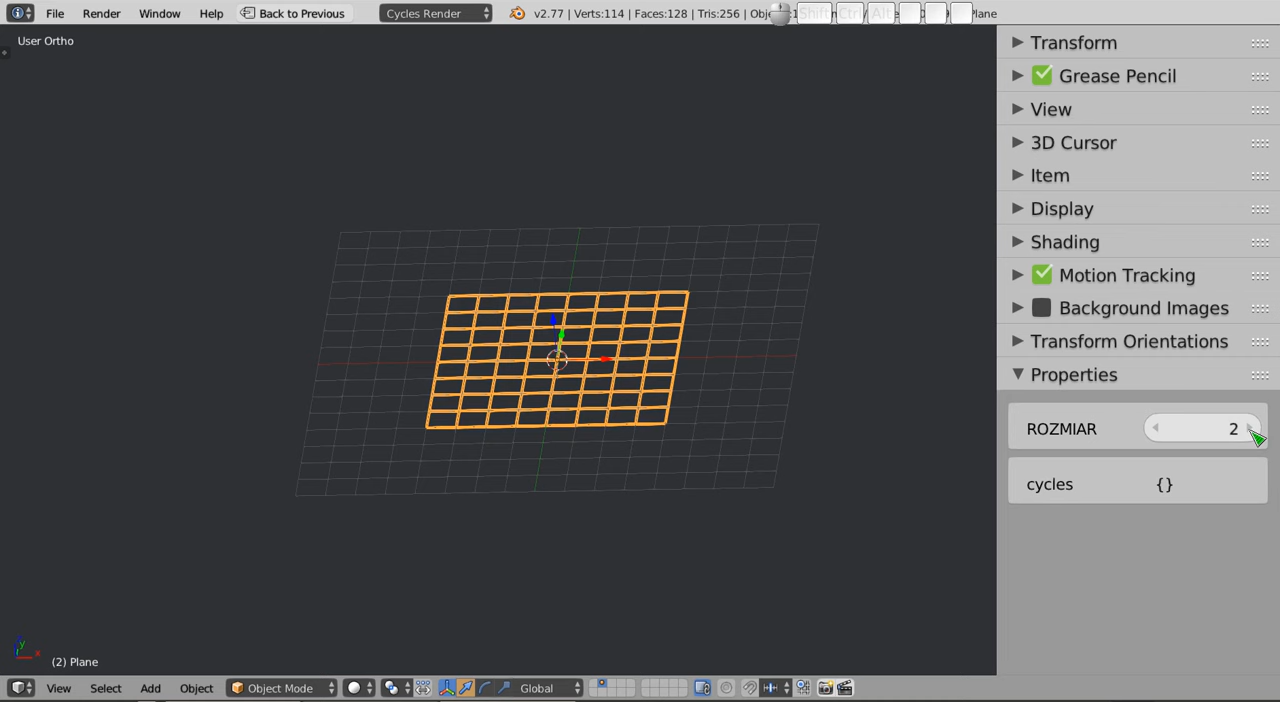 File Render Window Help Back to Previous Cycles Render v2.77 | Verts:114 | Faces:128 | Tris:256 | Shift Ctrl Alt Plane
User Ortho
Transform
Grease Pencil
View
3D Cursor
Item
Display
Shading
Motion Tracking
Background Images
Transform Orientations
Properties
ROZMIAR 2
cycles {}
y
x
(2) Plane
View Select Add Object Object Mode Global